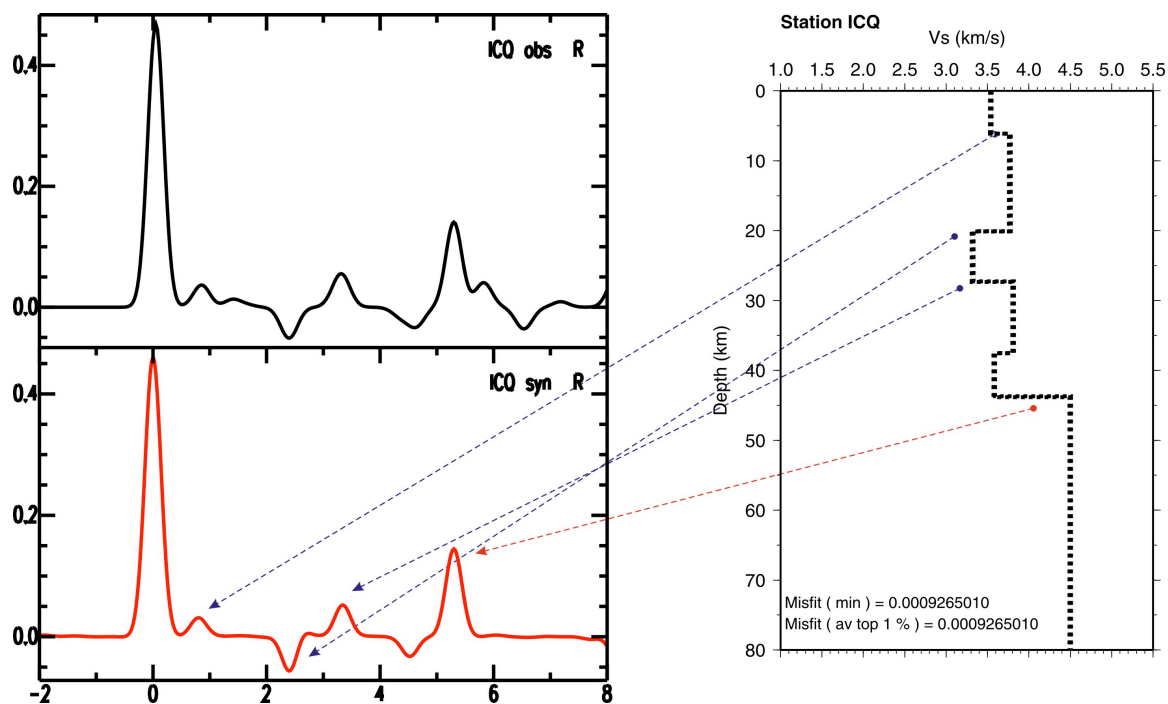 ICQ obs R
0.4
0.2
0.0
ICQ syn R
0.4
0.2
0.0
-2 0 2 4 6 8
Station ICQ
Vs (km/s)
1.0 1.5 2.0 2.5 3.0 3.5 4.0 4.5 5.0 5.5
0
10
20
30
40
50
60
70
80
Depth (km)
Misfit ( min ) = 0.0009265010
Misfit ( av top 1 % ) = 0.0009265010